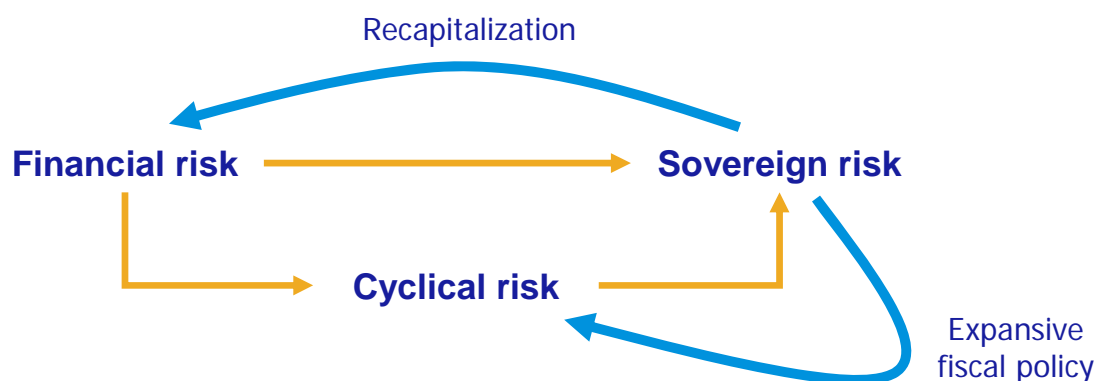 Recapitalization
Financial risk
Sovereign risk
Cyclical risk
Expansive
fiscal policy